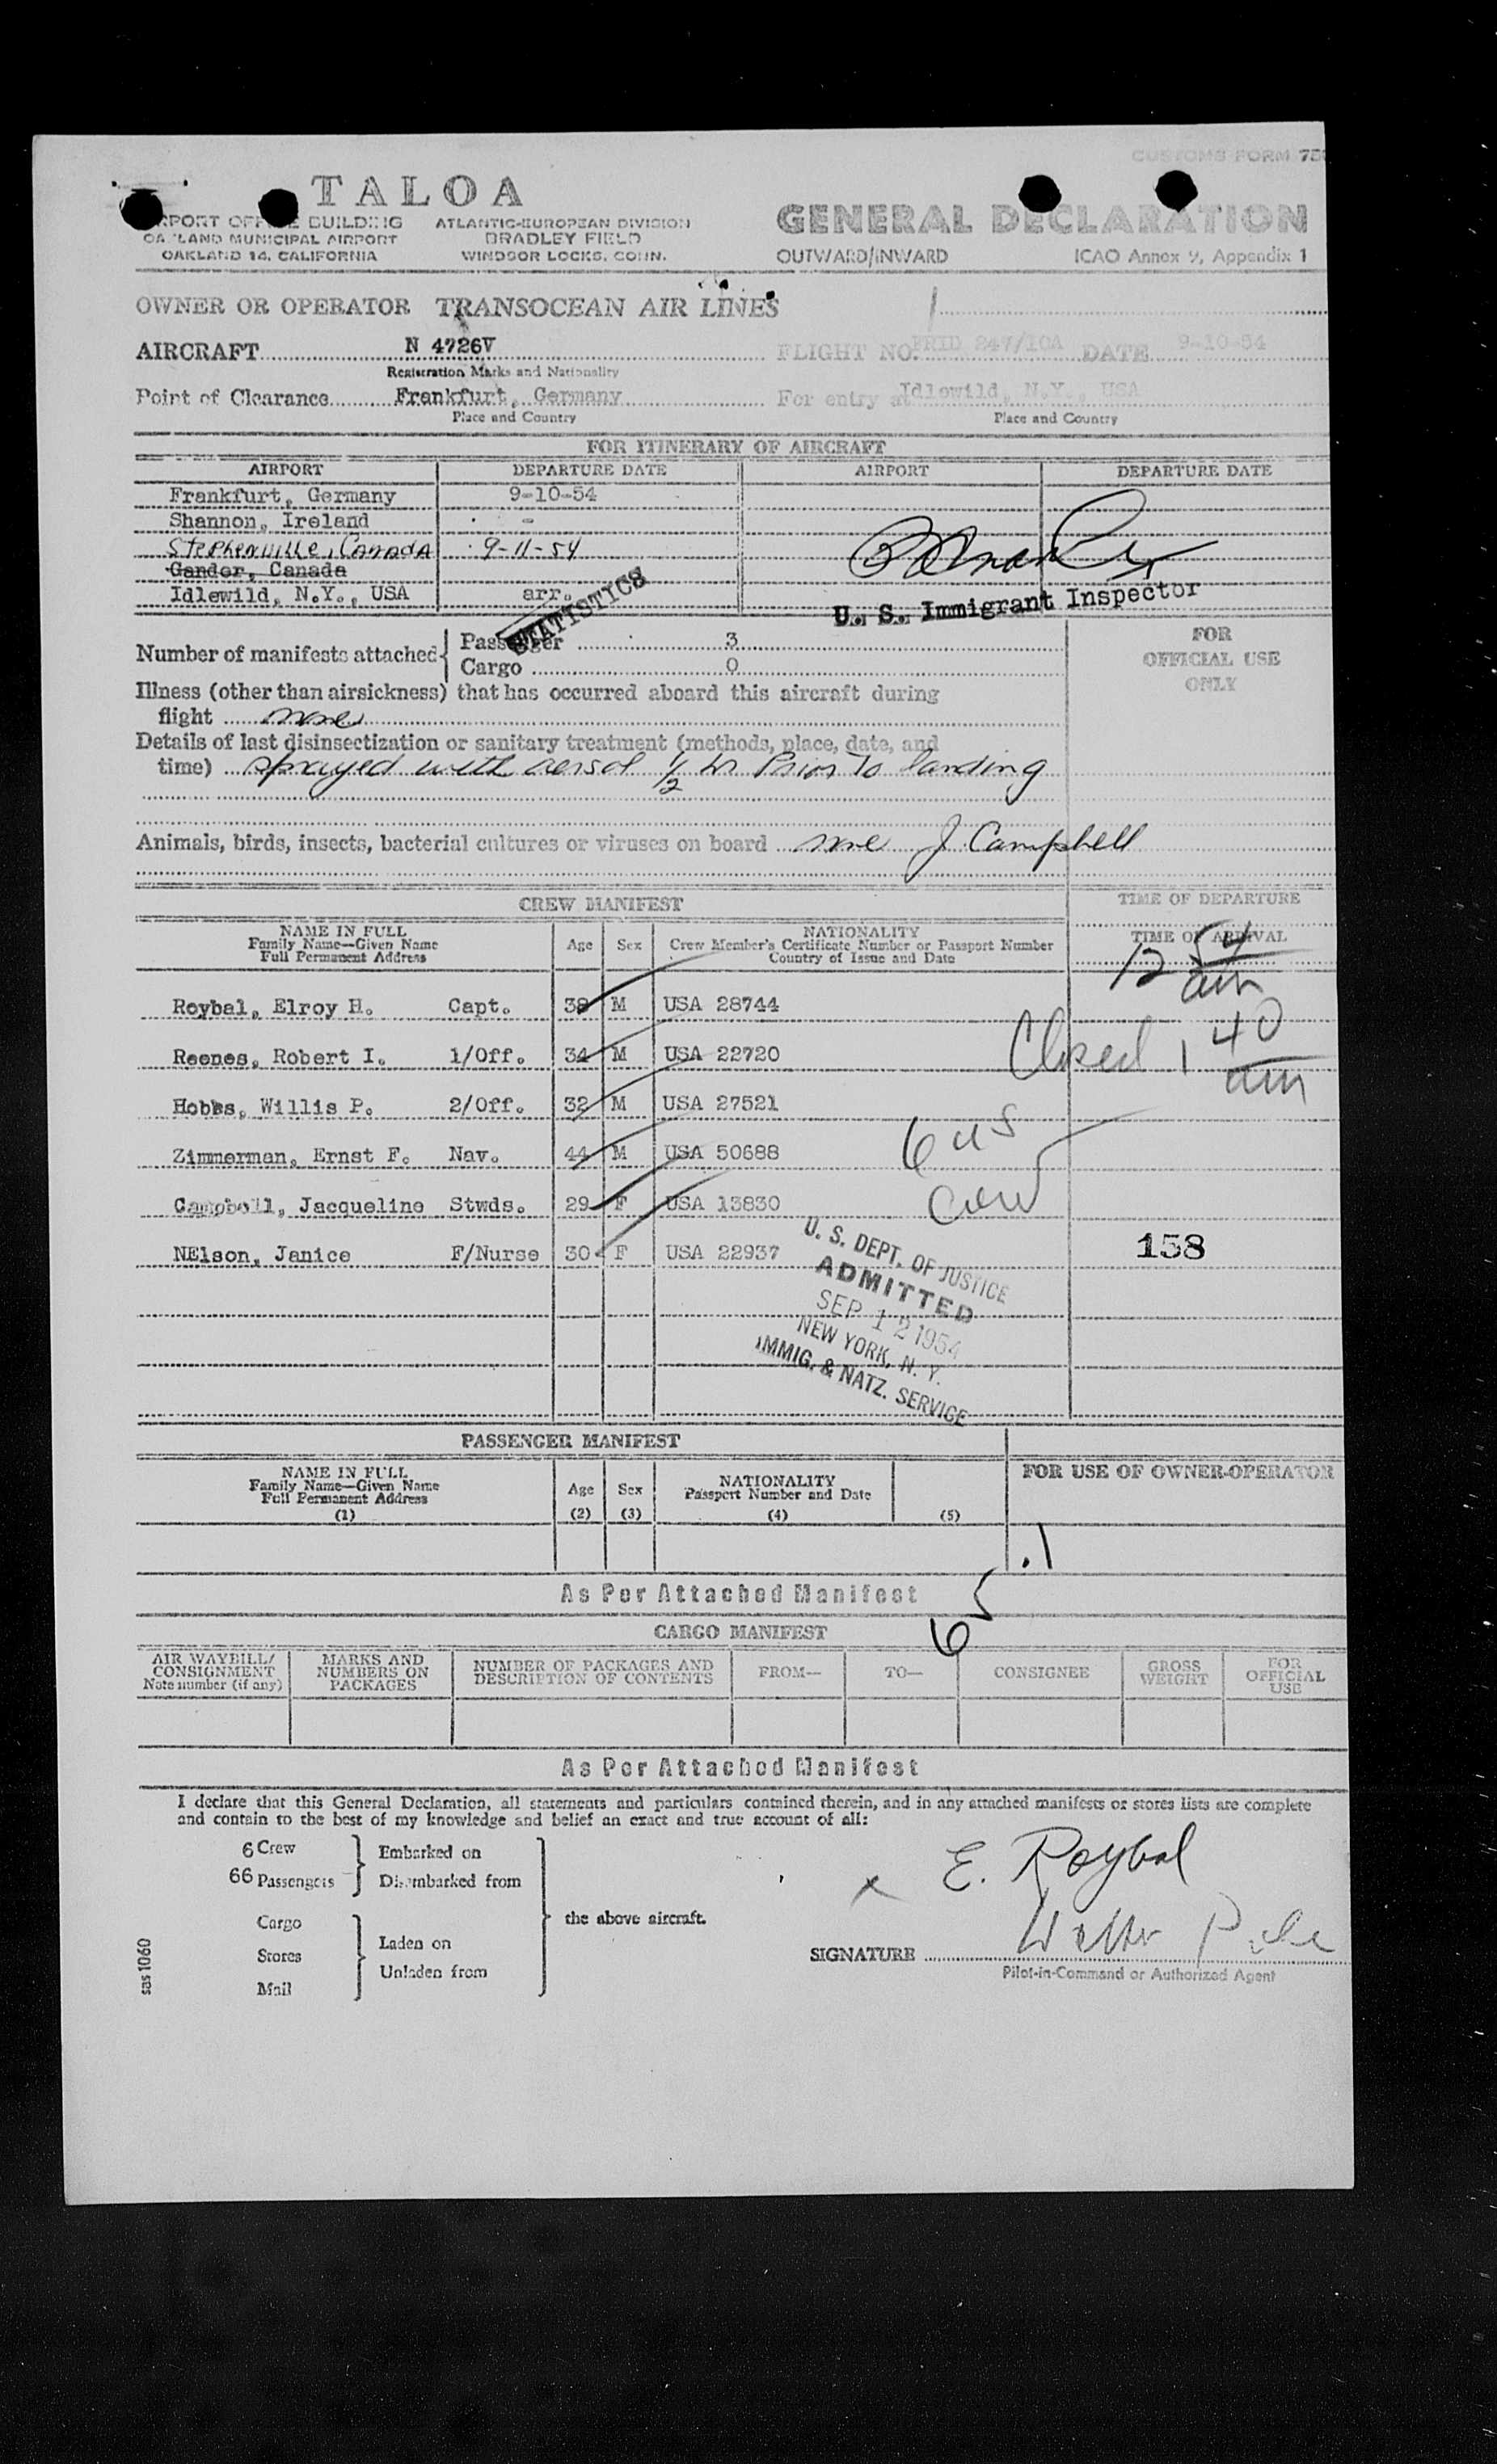 CUSTOMS FORM 75
TALOA
PORT OFFICE BUILDING
OAKLAND MUNICIPAL AIRPORT
OAKLAND 14, CALIFORNIA
ATLANTIC-EUROPEAN DIVISION
BRADLEY FIELD
WINDSOR LOCKS, CONN.
GENERAL DECLARATION
OUTWARD/INWARD ICAO Annex 9, Appendix 1
OWNER OR OPERATOR TRANSOCEAN AIR LINES
AIRCRAFT N 4726V FLIGHT NO. 247/10A DATE 9-10-54
Registration Marks and Nationality
Point of Clearance Frankfurt, Germany For entry at Idlewild, N.Y., USA
Place and Country Place and Country
FOR ITINERARY OF AIRCRAFT
AIRPORT DEPARTURE DATE AIRPORT DEPARTURE DATE
Frankfurt, Germany 9-10-54
Shannon, Ireland -
Stephenville, Canada 9-11-54
Gander, Canada
Idlewild, N.Y., USA arr.
STATISTICS
U. S. Immigrant Inspector
Number of manifests attached Passenger 3
Cargo 0
FOR
OFFICIAL USE
ONLY
Illness (other than airsickness) that has occurred aboard this aircraft during
flight none
Details of last disinsectization or sanitary treatment (methods, place, date, and
time) sprayed with aersol 1/2 hr Prior To landing
Animals, birds, insects, bacterial cultures or viruses on board none J Campbell
CREW MANIFEST
TIME OF DEPARTURE
TIME OF ARRIVAL
12 54 am
NAME IN FULL
Family Name—Given Name
Full Permanent Address
Age Sex
NATIONALITY
Crew Member's Certificate Number or Passport Number
Country of Issue and Date
Roybal, Elroy H. Capt. 38 M USA 28744
Closed 1 40 am
Reenes, Robert I. 1/Off. 34 M USA 22720
Hobbs, Willis P. 2/Off. 32 M USA 27521
6 us
Zimmerman, Ernst F. Nav. 44 M USA 50688
Crew
Campbell, Jacqueline Stwds. 29 F USA 13830
NElson, Janice F/Nurse 30 F USA 22937
158
U. S. DEPT. OF JUSTICE
ADMITTED
SEP 12 1954
NEW YORK, N. Y.
IMMIG. & NATZ. SERVICE
PASSENGER MANIFEST
NAME IN FULL
Family Name—Given Name
Full Permanent Address
(1)
Age
(2)
Sex
(3)
NATIONALITY
Passport Number and Date
(4)
(5)
FOR USE OF OWNER-OPERATOR
.1
As Per Attached Manifest
65
CARGO MANIFEST
AIR WAYBILL/
CONSIGNMENT
Note number (if any)
MARKS AND
NUMBERS ON
PACKAGES
NUMBER OF PACKAGES AND
DESCRIPTION OF CONTENTS
FROM—
TO—
CONSIGNEE
GROSS
WEIGHT
FOR
OFFICIAL
USE
As Per Attached Manifest
I declare that this General Declaration, all statements and particulars contained therein, and in any attached manifests or stores lists are complete
and contain to the best of my knowledge and belief an exact and true account of all:
6 Crew
66 Passengers
Embarked on
Disembarked from
Cargo
Stores
Mail
Laden on
Unladen from
the above aircraft.
x E. Roybal
SIGNATURE
Pilot-in-Command or Authorized Agent
sas 1060